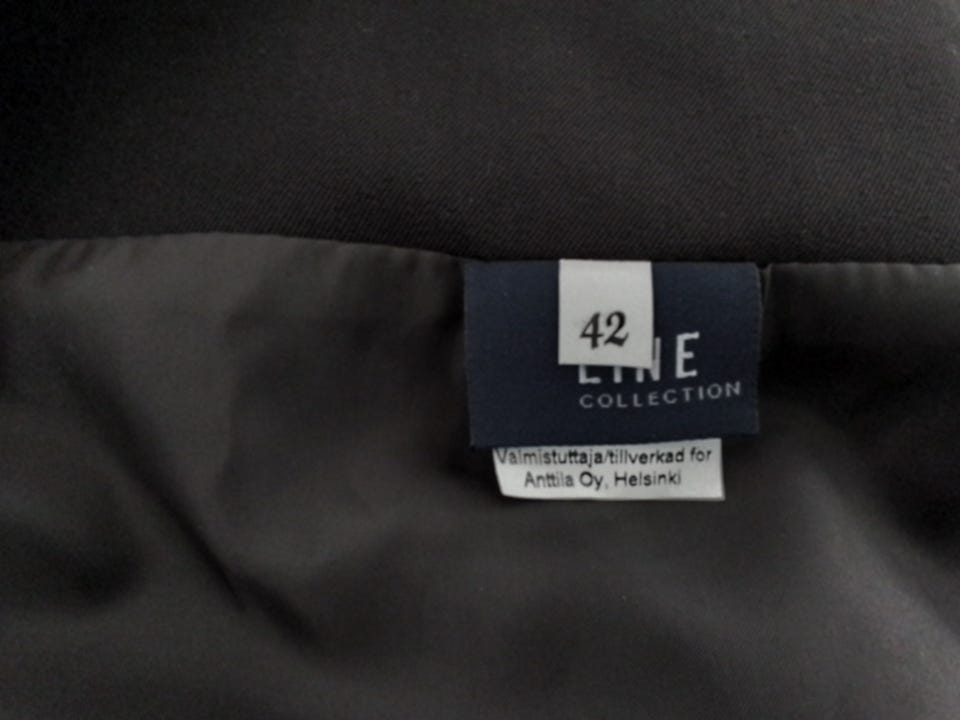 42
LINE
COLLECTION
Valmistuttaja/tillverkad for
Anttila Oy, Helsinki